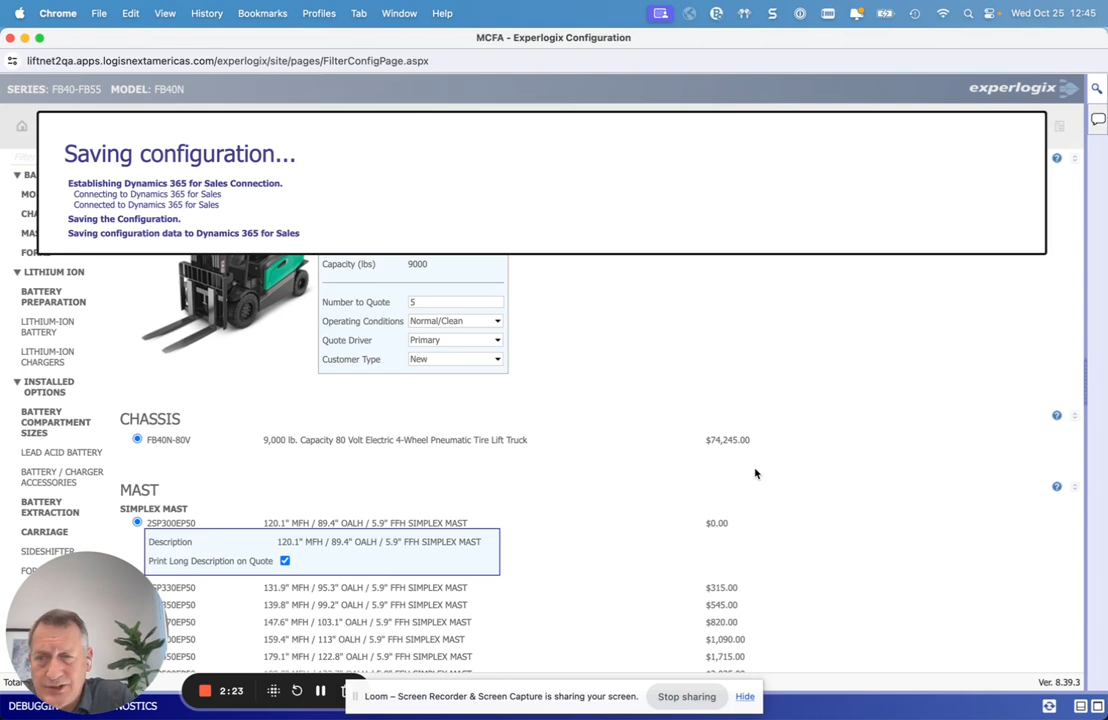 Chrome File Edit View History Bookmarks Profiles Tab Window Help Wed Oct 25 12:45
MCFA - Experlogix Configuration
liftnet2qa.apps.logisnextamericas.com/experlogix/site/pages/FilterConfigPage.aspx
SERIES: FB40-FB55 MODEL: FB40N experlogix
Saving configuration...
Establishing Dynamics 365 for Sales Connection.
Connecting to Dynamics 365 for Sales
Connected to Dynamics 365 for Sales
Saving the Configuration.
Saving configuration data to Dynamics 365 for Sales
LITHIUM ION
BATTERY
PREPARATION
LITHIUM-ION
BATTERY
LITHIUM-ION
CHARGERS
INSTALLED
OPTIONS
BATTERY
COMPARTMENT
SIZES
LEAD ACID BATTERY
BATTERY / CHARGER
ACCESSORIES
BATTERY
EXTRACTION
CARRIAGE
SIDESHIFTER
Capacity (lbs) 9000
Number to Quote 5
Operating Conditions Normal/Clean
Quote Driver Primary
Customer Type New
CHASSIS
FB40N-80V 9,000 lb. Capacity 80 Volt Electric 4-Wheel Pneumatic Tire Lift Truck $74,245.00
MAST
SIMPLEX MAST
2SP300EP50 120.1" MFH / 89.4" OALH / 5.9" FFH SIMPLEX MAST $0.00
Description 120.1" MFH / 89.4" OALH / 5.9" FFH SIMPLEX MAST
Print Long Description on Quote
SP330EP50 131.9" MFH / 95.3" OALH / 5.9" FFH SIMPLEX MAST $315.00
350EP50 139.8" MFH / 99.2" OALH / 5.9" FFH SIMPLEX MAST $545.00
70EP50 147.6" MFH / 103.1" OALH / 5.9" FFH SIMPLEX MAST $820.00
00EP50 159.4" MFH / 113" OALH / 5.9" FFH SIMPLEX MAST $1,090.00
50EP50 179.1" MFH / 122.8" OALH / 5.9" FFH SIMPLEX MAST $1,715.00
Ver. 8.39.3
2:23
Loom – Screen Recorder & Screen Capture is sharing your screen. Stop sharing Hide